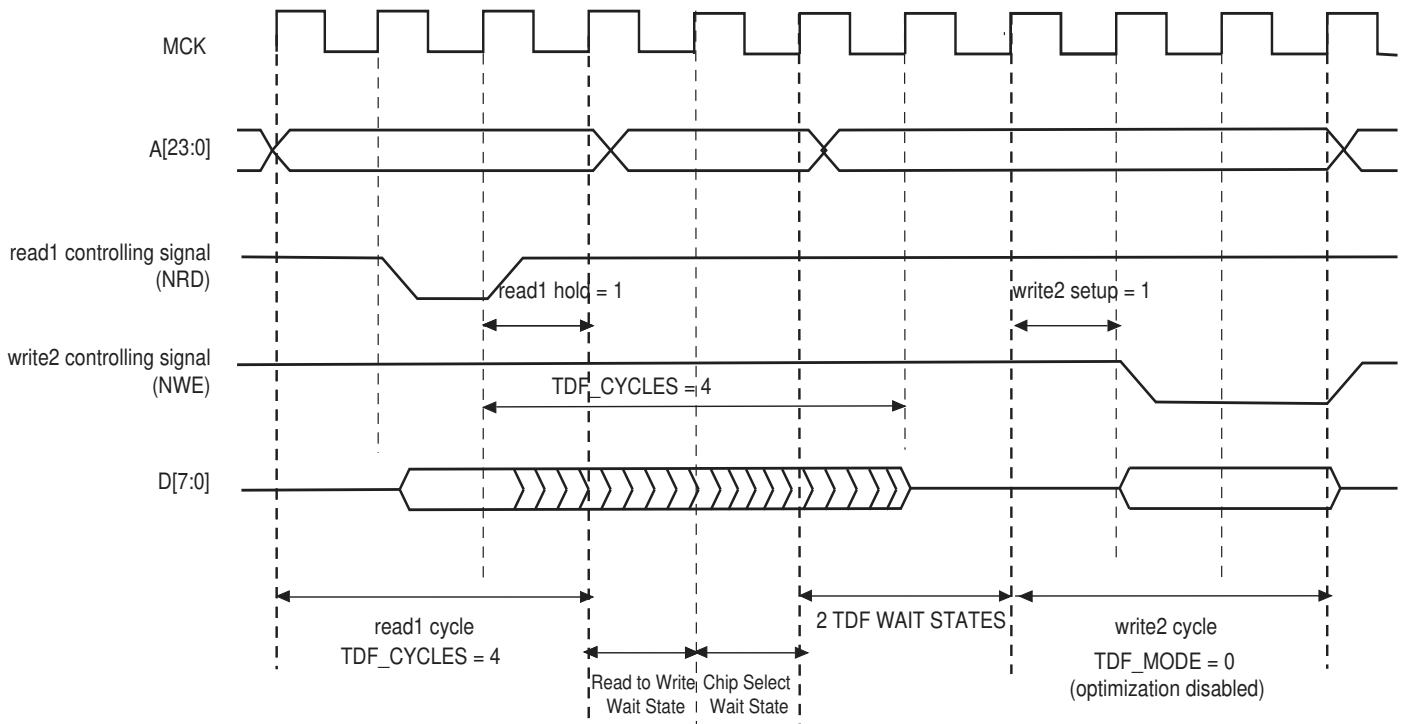 MCK
A[23:0]
read1 controlling signal
(NRD)
read1 hold = 1
write2 setup = 1
write2 controlling signal
(NWE)
TDF_CYCLES = 4
D[7:0]
read1 cycle
TDF_CYCLES = 4
Read to Write
Wait State
Chip Select
Wait State
2 TDF WAIT STATES
write2 cycle
TDF_MODE = 0
(optimization disabled)